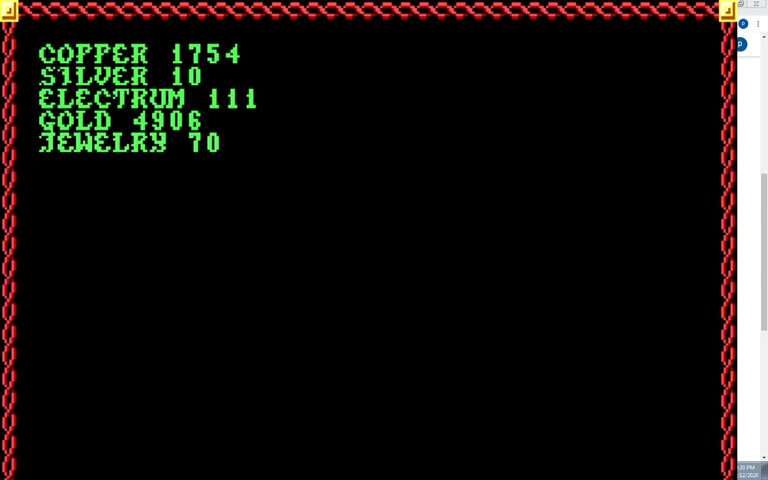 COPPER 1754
SILVER 10
ELECTRUM 111
GOLD 4906
JEWELRY 70